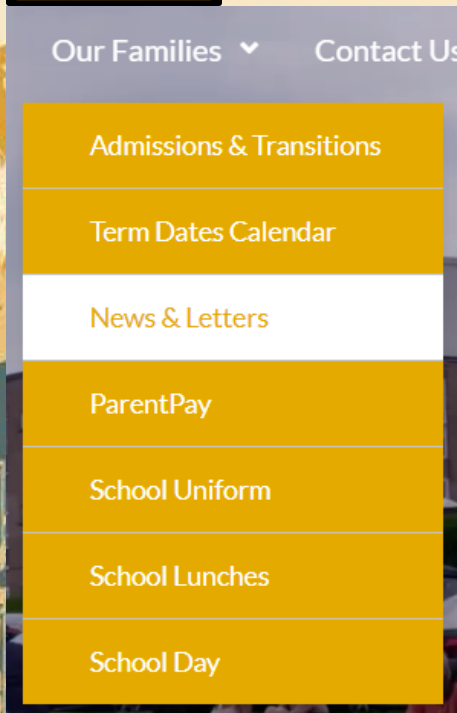 Our Families
Contact Us
Admissions & Transitions
Term Dates Calendar
News & Letters
ParentPay
School Uniform
School Lunches
School Day